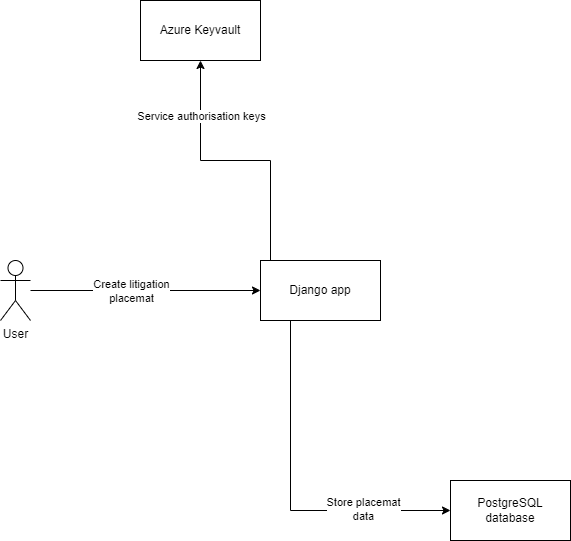 Azure Keyvault
Service authorisation keys
Create litigation
placemat
Django app
User
Store placemat
data
PostgreSQL
database